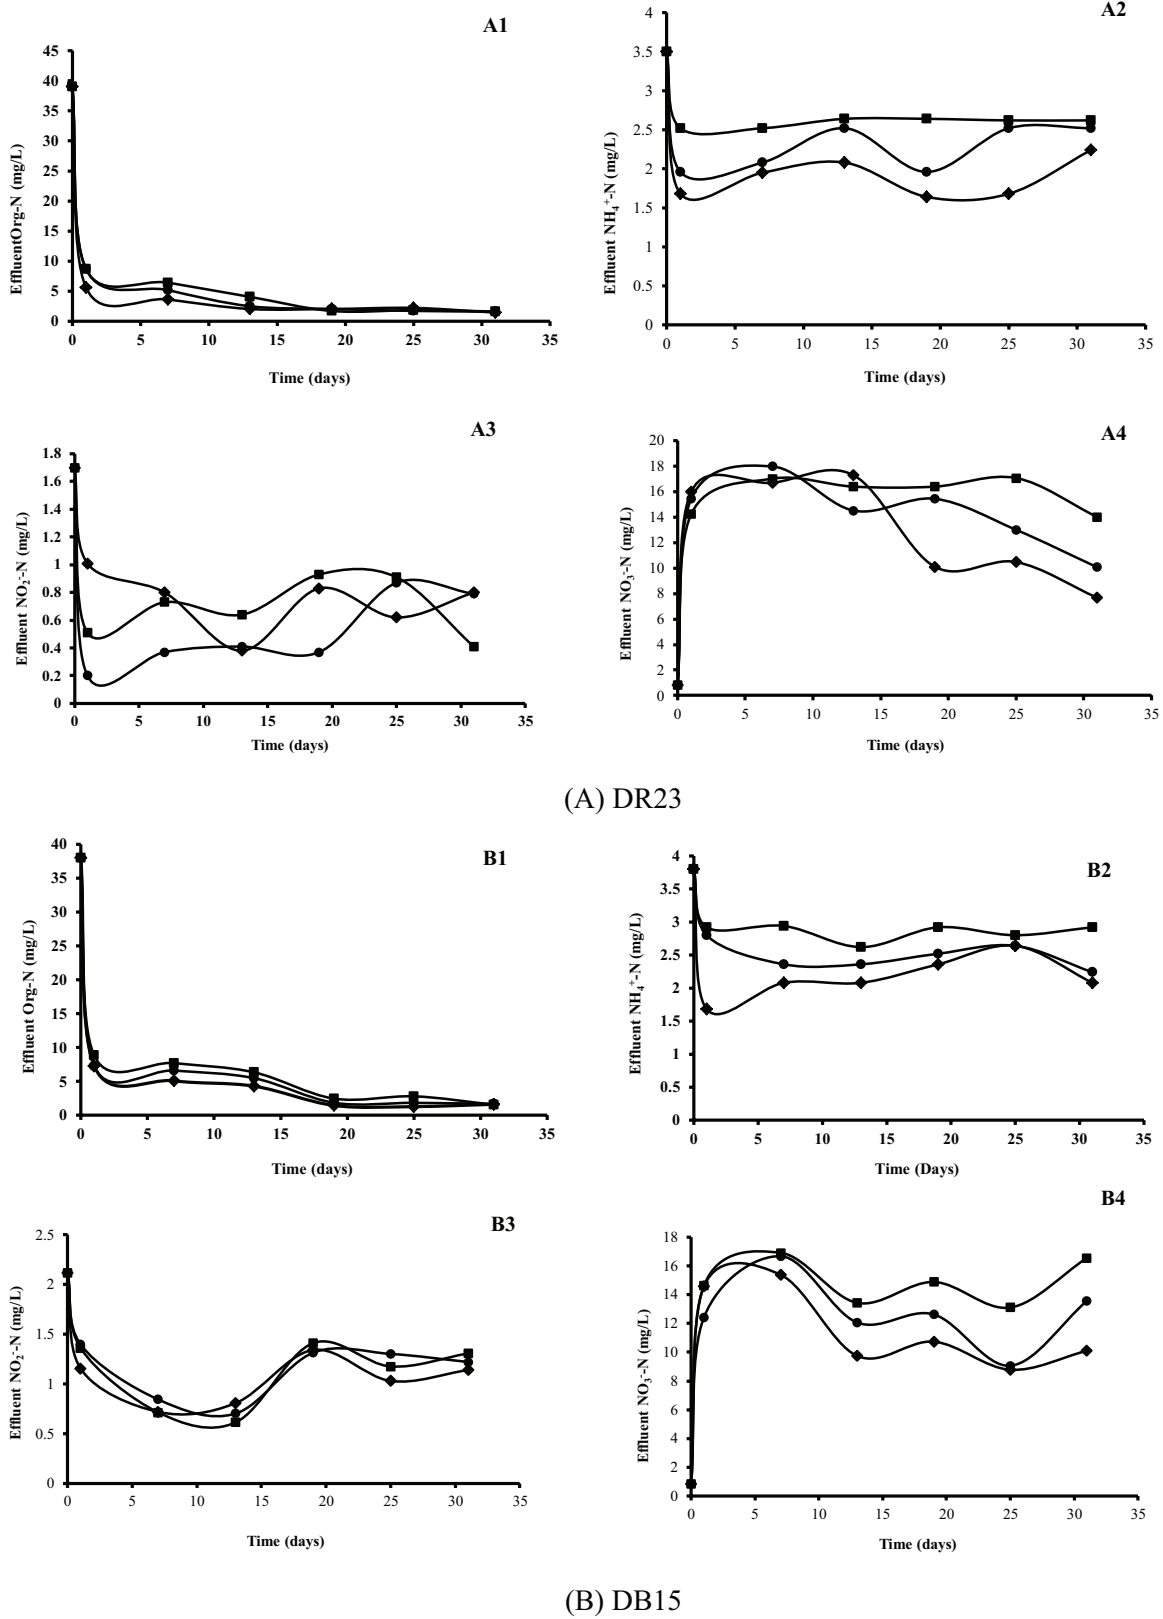 A1
45
40
35
30
25
20
15
10
5
0
0 5 10 15 20 25 30 35
EffluentOrg-N (mg/L)
Time (days)
A2
4
3.5
3
2.5
2
1.5
1
0.5
0
0 5 10 15 20 25 30 35
Effluent NH₄⁺-N (mg/L)
Time (days)
A3
1.8
1.6
1.4
1.2
1
0.8
0.6
0.4
0.2
0
0 5 10 15 20 25 30 35
Effluent NO₂⁻-N (mg/L)
Time (days)
A4
20
18
16
14
12
10
8
6
4
2
0
0 5 10 15 20 25 30 35
Effluent NO₃⁻-N (mg/L)
Time (days)
(A) DR23
B1
40
35
30
25
20
15
10
5
0
0 5 10 15 20 25 30 35
Effluent Org-N (mg/L)
Time (days)
B2
4
3.5
3
2.5
2
1.5
1
0.5
0
0 5 10 15 20 25 30 35
Effluent NH₄⁺-N (mg/L)
Time (Days)
B3
2.5
2
1.5
1
0.5
0
0 5 10 15 20 25 30 35
Effluent NO₂⁻-N (mg/L)
Time (days)
B4
18
16
14
12
10
8
6
4
2
0
0 5 10 15 20 25 30 35
Effluent NO₃⁻-N (mg/L)
Time (days)
(B) DB15